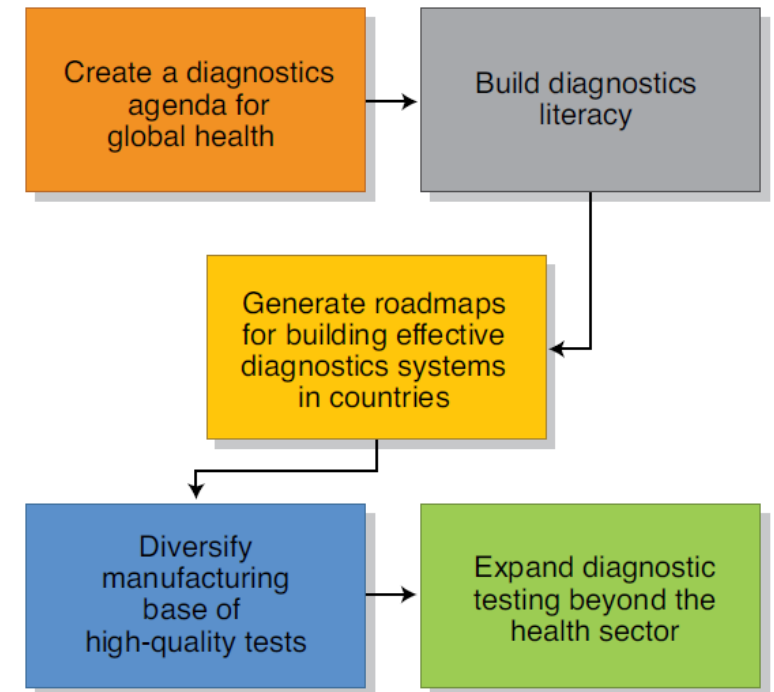 Create a diagnostics
agenda for
global health
Build diagnostics
literacy
Generate roadmaps
for building effective
diagnostics systems
in countries
Diversify
manufacturing
base of
high-quality tests
Expand diagnostic
testing beyond the
health sector